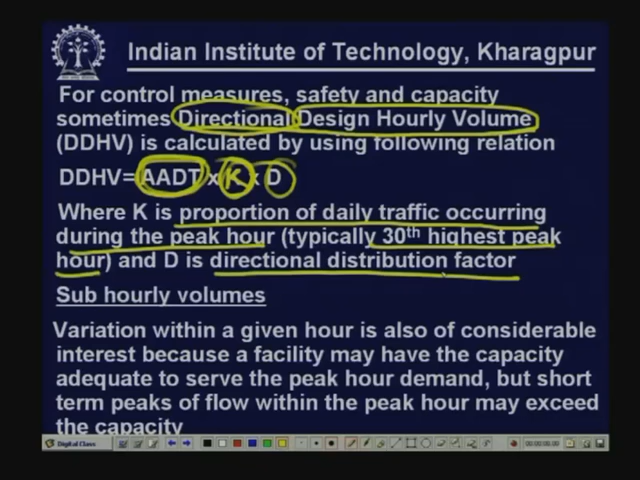 Indian Institute of Technology, Kharagpur
For control measures, safety and capacity
sometimes Directional Design Hourly Volume
(DDHV) is calculated by using following relation
DDHV= AADT x K x D
Where K is proportion of daily traffic occurring
during the peak hour (typically 30th highest peak
hour) and D is directional distribution factor
Sub hourly volumes
Variation within a given hour is also of considerable
interest because a facility may have the capacity
adequate to serve the peak hour demand, but short
term peaks of flow within the peak hour may exceed
the capacity
Digital Class